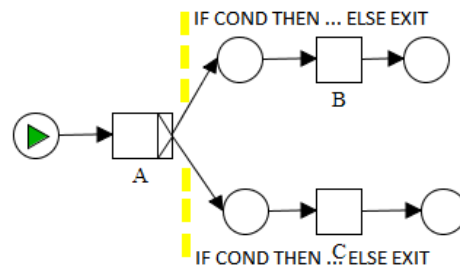 IF COND THEN ... ELSE EXIT
B
A
C
IF COND THEN ... ELSE EXIT